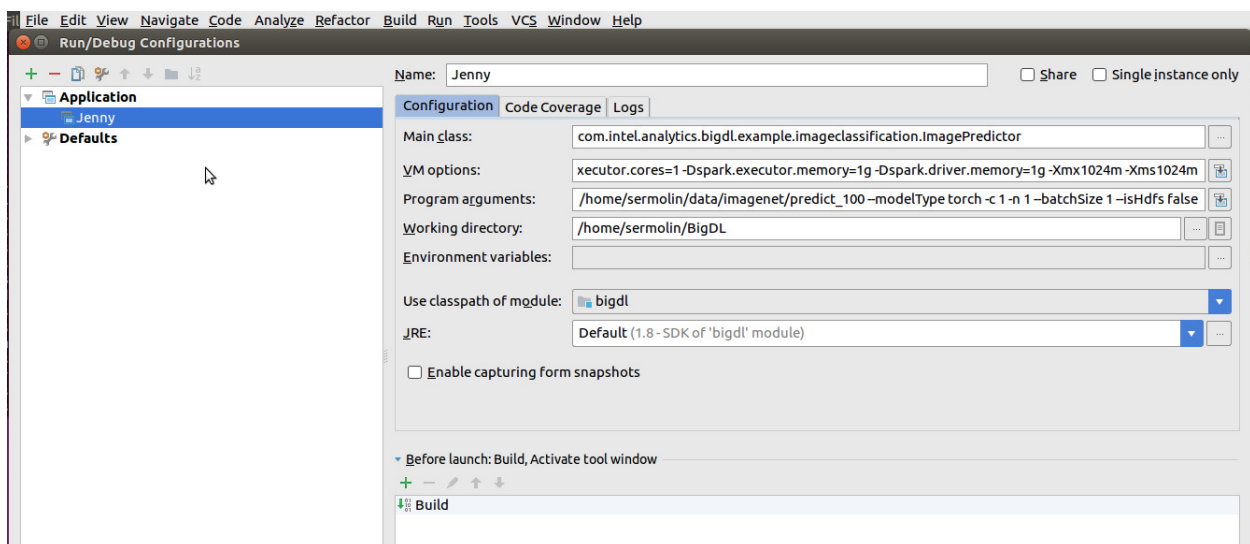 File Edit View Navigate Code Analyze Refactor Build Run Tools VCS Window Help
Run/Debug Configurations
Name: Jenny Share Single instance only
Application
Jenny
Defaults
Configuration Code Coverage Logs
Main class: com.intel.analytics.bigdl.example.imageclassification.ImagePredictor ...
VM options: xecutor.cores=1 -Dspark.executor.memory=1g -Dspark.driver.memory=1g -Xmx1024m -Xms1024m
Program arguments: /home/sermolin/data/imagenet/predict_100 --modelType torch -c 1 -n 1 --batchSize 1 --isHdfs false
Working directory: /home/sermolin/BigDL ...
Environment variables: ...
Use classpath of module: bigdl
JRE: Default (1.8 - SDK of 'bigdl' module) ...
Enable capturing form snapshots
Before launch: Build, Activate tool window
Build